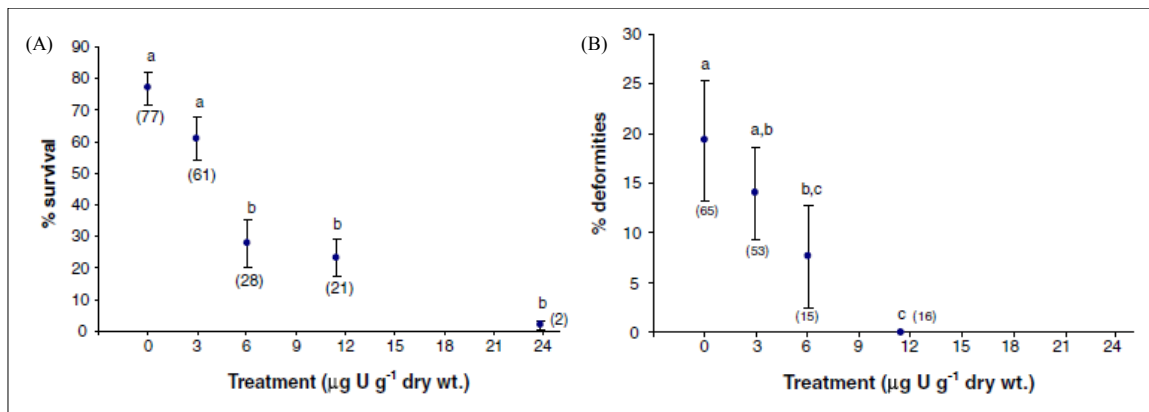 (A)
% survival
90
80
70
60
50
40
30
20
10
0
a
(77)
a
(61)
b
(28)
b
(21)
b
(2)
0 3 6 9 12 15 18 21 24
Treatment (μg U g⁻¹ dry wt.)
(B)
% deformities
30
25
20
15
10
5
0
a
(65)
a,b
(53)
b,c
(15)
c (16)
0 3 6 9 12 15 18 21 24
Treatment (μg U g⁻¹ dry wt.)